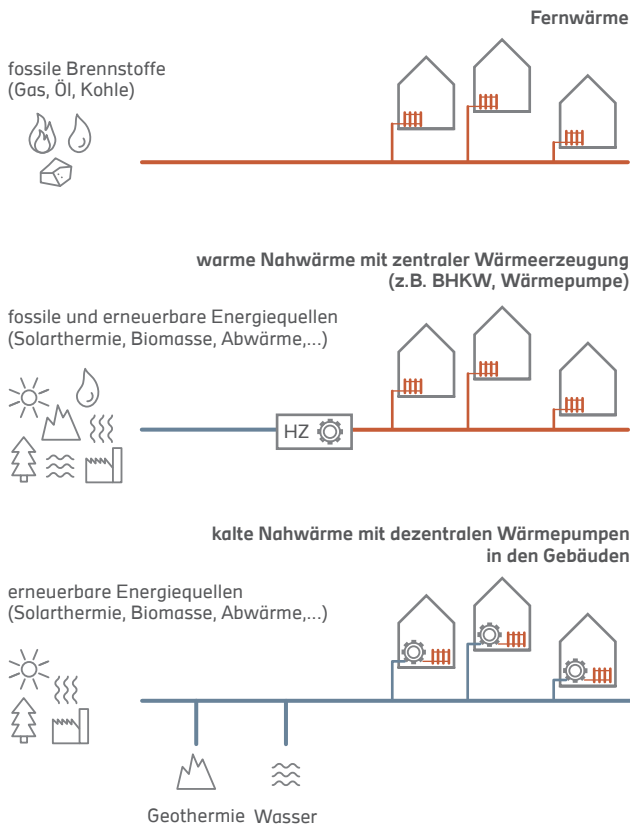 Fernwärme
fossile Brennstoffe
(Gas, Öl, Kohle)
warme Nahwärme mit zentraler Wärmeerzeugung
(z.B. BHKW, Wärmepumpe)
fossile und erneuerbare Energiequellen
(Solarthermie, Biomasse, Abwärme,...)
HZ
kalte Nahwärme mit dezentralen Wärmepumpen
in den Gebäuden
erneuerbare Energiequellen
(Solarthermie, Biomasse, Abwärme,...)
Geothermie Wasser